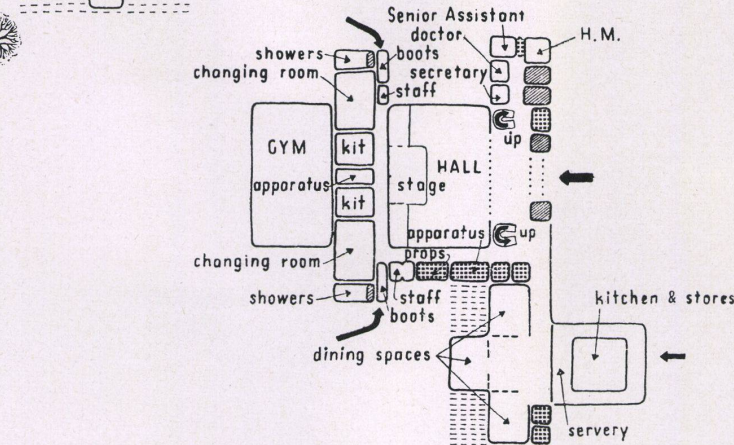 Senior Assistant
doctor
H.M.
showers
boots
changing room
secretary
staff
up
GYM
kit
HALL
apparatus
stage
kit
apparatus
up
props
changing room
showers
staff
boots
kitchen & stores
dining spaces
servery